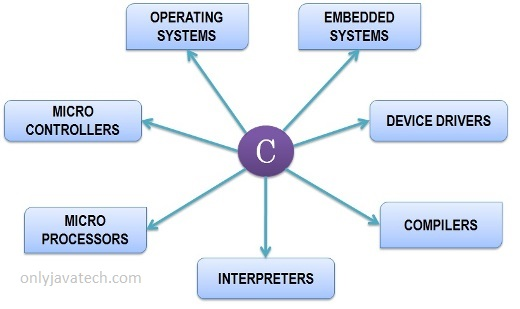 OPERATING
SYSTEMS
EMBEDDED
SYSTEMS
MICRO
CONTROLLERS
DEVICE DRIVERS
C
MICRO
PROCESSORS
COMPILERS
INTERPRETERS
onlyjavatech.com